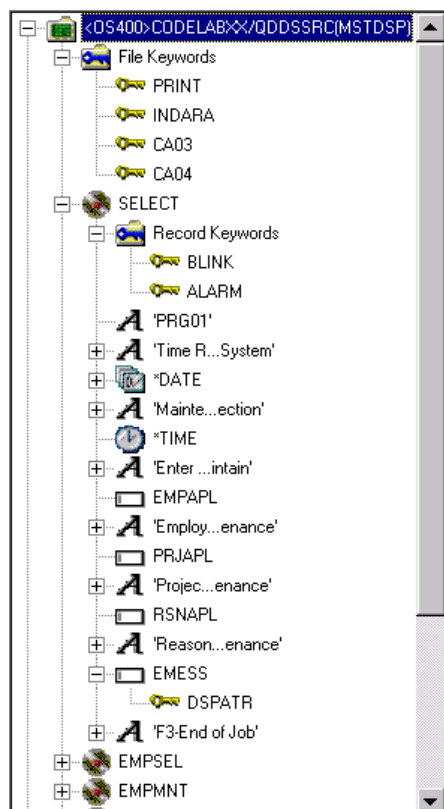 <OS400>CODELABXX/QDDSSRC(MSTDSP)
File Keywords
PRINT
INDARA
CA03
CA04
SELECT
Record Keywords
BLINK
ALARM
'PRG01'
'Time R...System'
*DATE
'Mainte...ection'
*TIME
'Enter ...intain'
EMPAPL
'Employ...enance'
PRJAPL
'Projec...enance'
RSNAPL
'Reason...enance'
EMESS
DSPATR
'F3-End of Job'
EMPSEL
EMPMNT